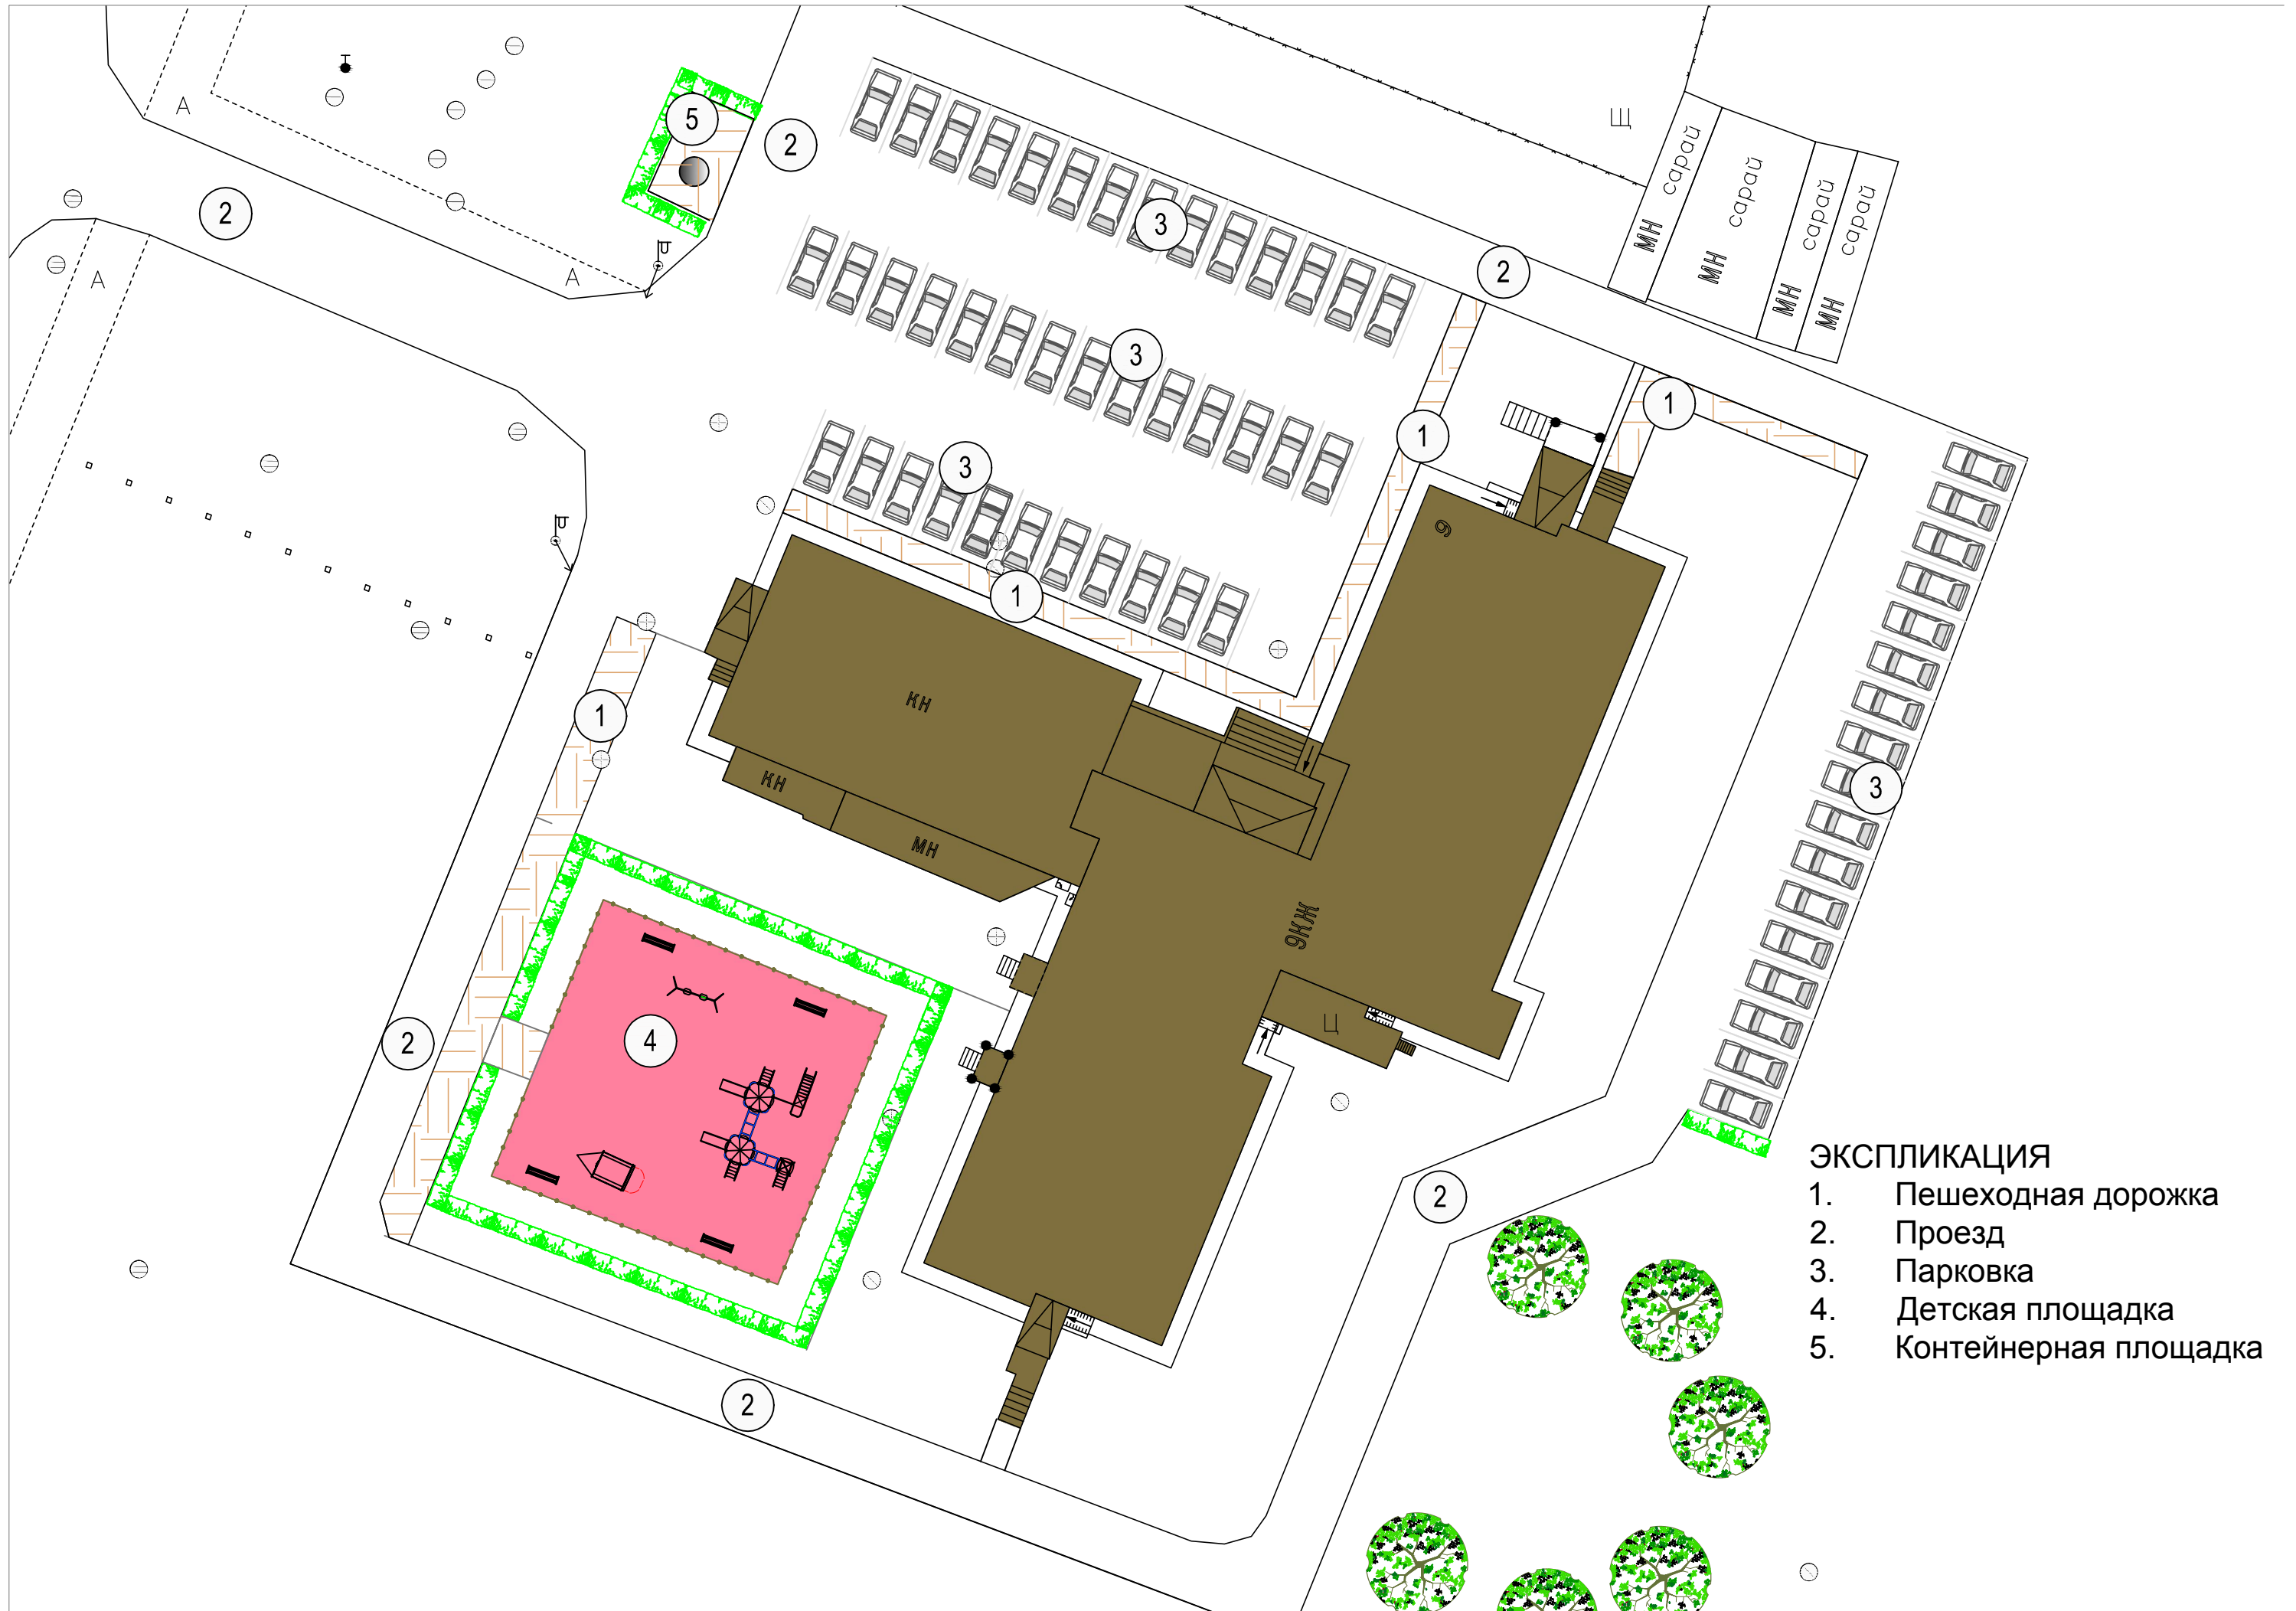 А
5
2
Щ
сарай
МН
сарай
МН
сарай
МН
сарай
МН
2
А
А
3
2
3
1
1
3
9
1
КН
1
КН
3
МН
9КЖ
Ц
4
2
2
2
ЭКСПЛИКАЦИЯ
1. Пешеходная дорожка
2. Проезд
3. Парковка
4. Детская площадка
5. Контейнерная площадка